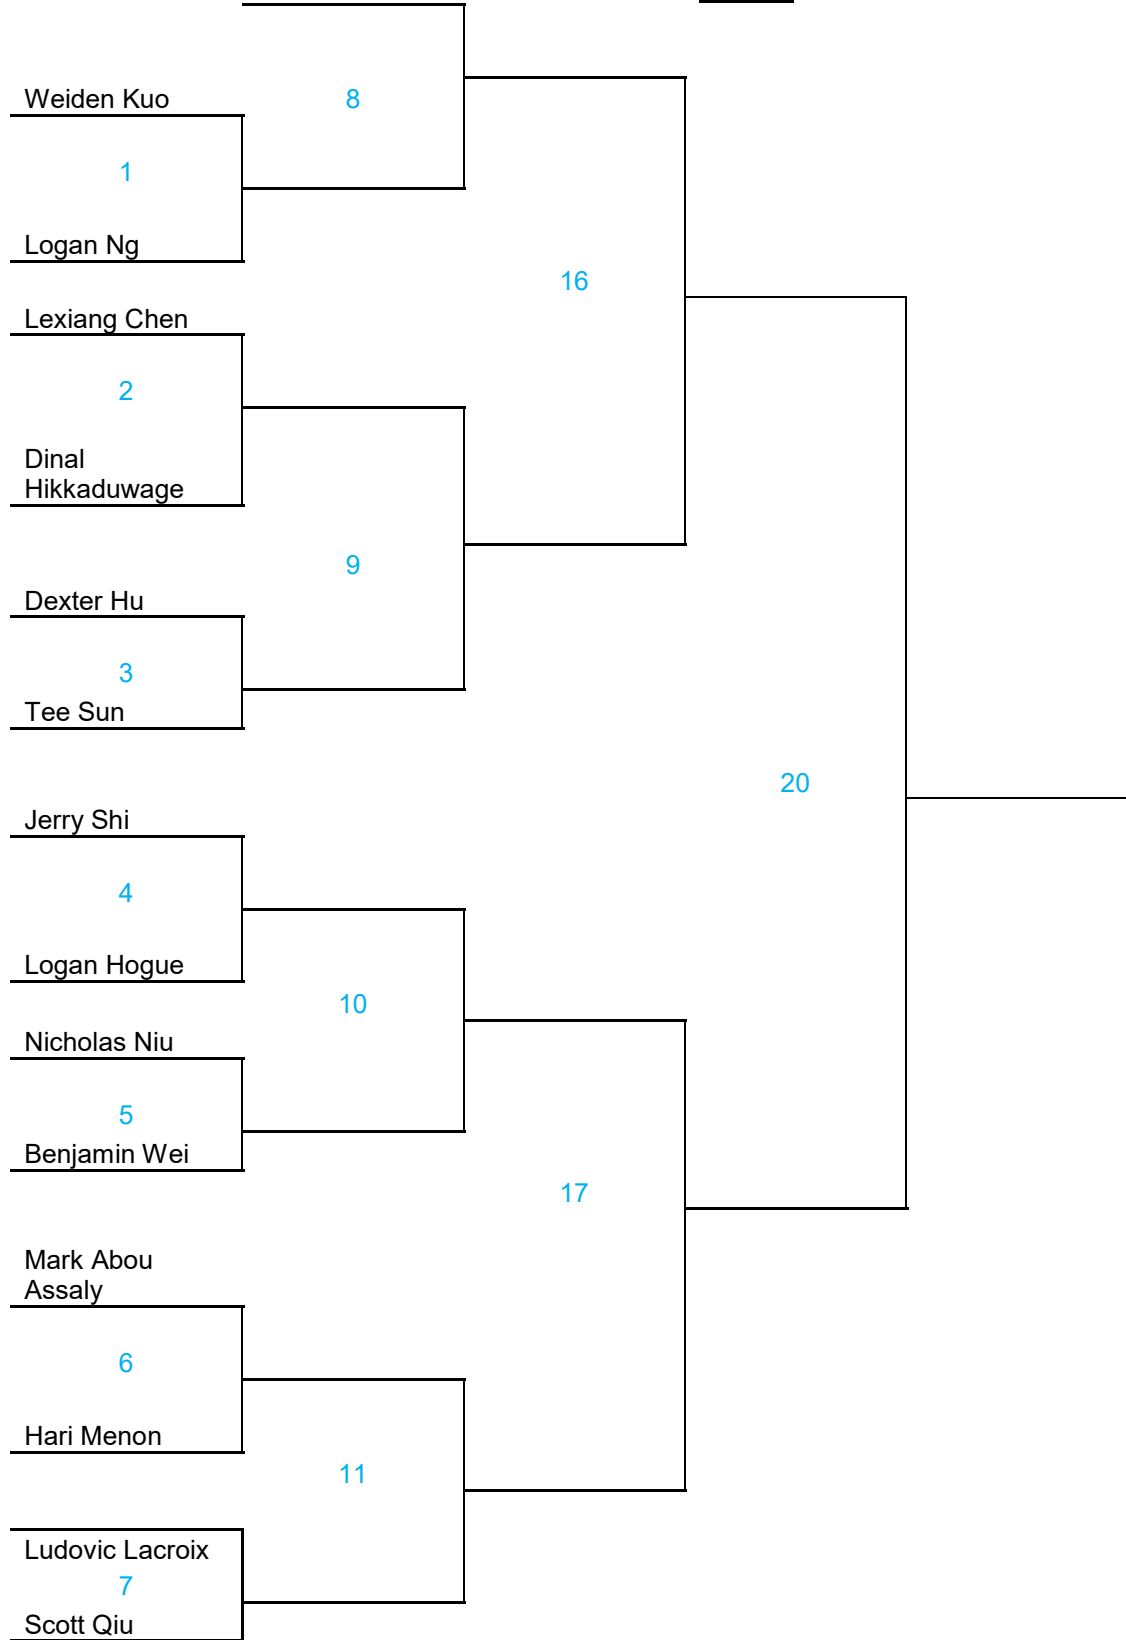 Weiden Kuo
8
1
Logan Ng
16
Lexiang Chen
2
Dinal
Hikkaduwage
9
Dexter Hu
3
Tee Sun
20
Jerry Shi
4
Logan Hogue
10
Nicholas Niu
5
Benjamin Wei
17
Mark Abou
Assaly
6
Hari Menon
11
Ludovic Lacroix
7
Scott Qiu